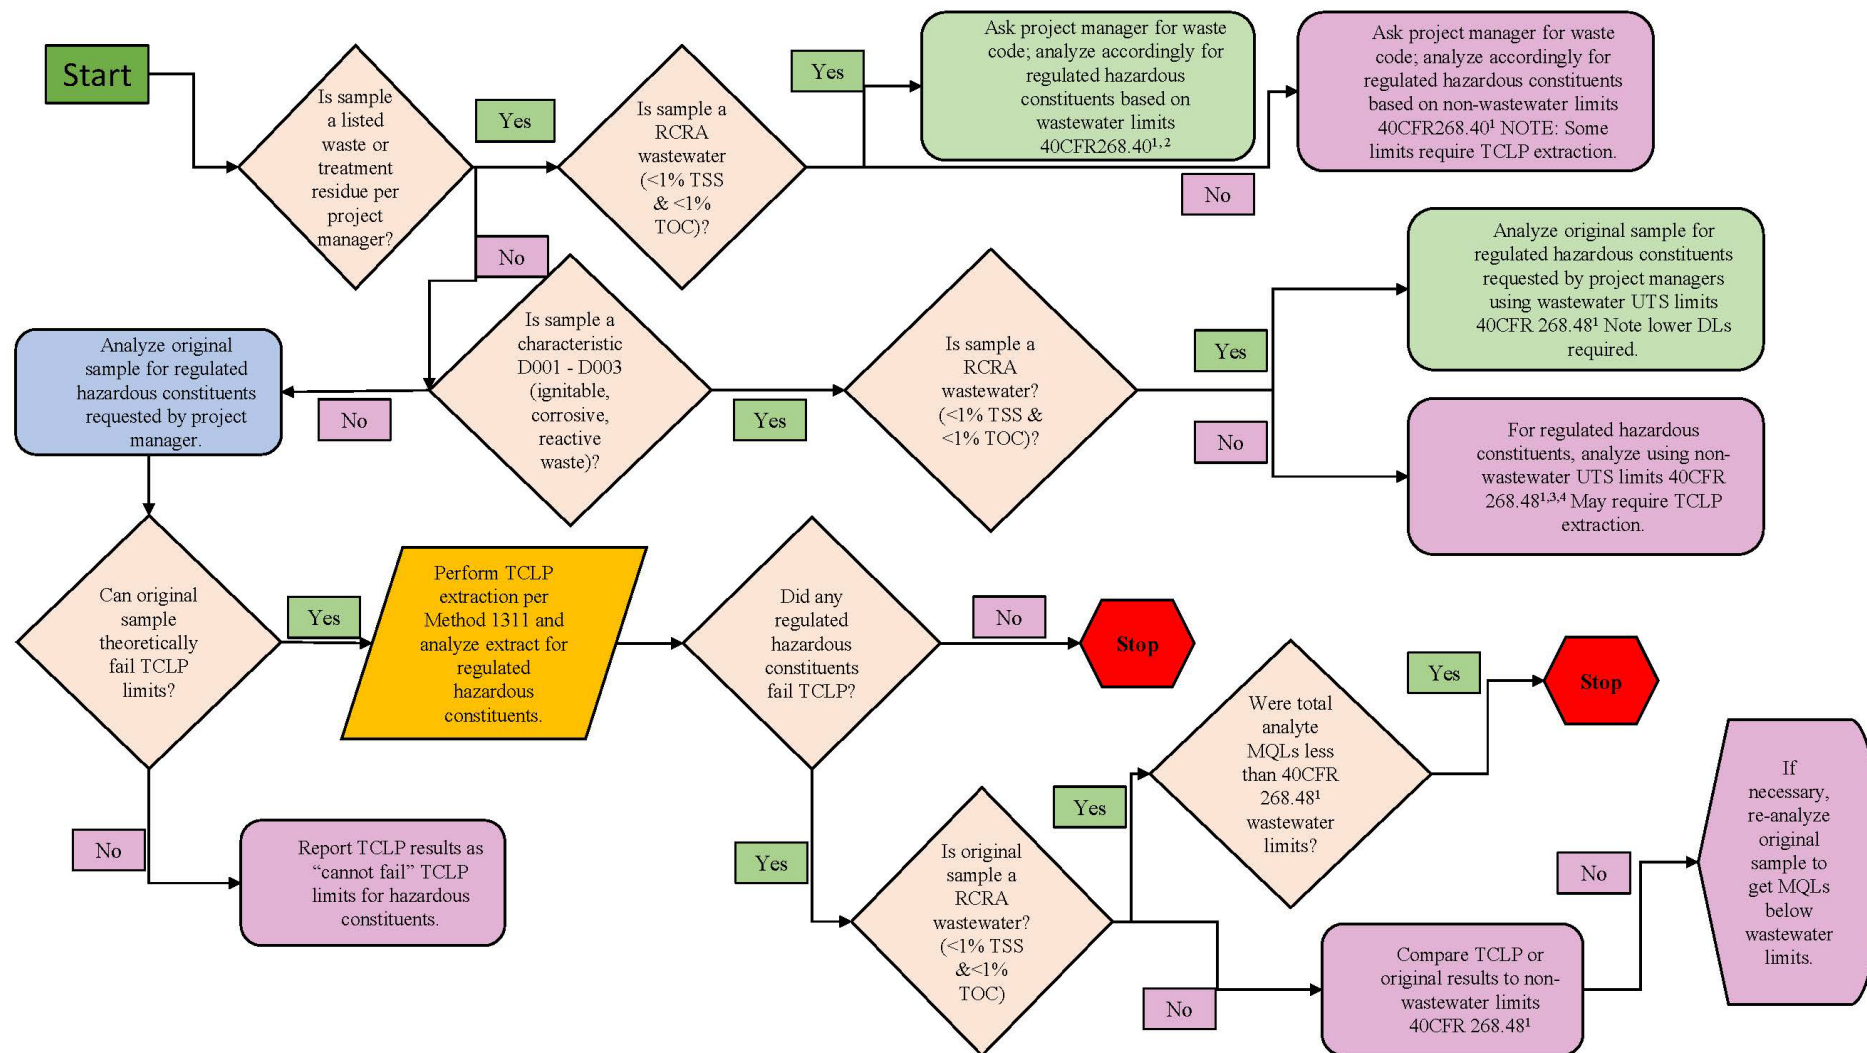 Start
Is sample
a listed
waste or
treatment
residue per
project
manager?
Yes
Is sample a
RCRA
wastewater
(<1% TSS
& <1%
TOC)?
Yes
Ask project manager for waste
code; analyze accordingly for
regulated hazardous
constituents based on
wastewater limits
40CFR268.40¹,²
No
Ask project manager for waste
code; analyze accordingly for
regulated hazardous constituents
based on non-wastewater limits
40CFR268.40¹ NOTE: Some
limits require TCLP extraction.
No
Is sample a
characteristic
D001 - D003
(ignitable,
corrosive,
reactive
waste)?
Yes
Is sample a
RCRA
wastewater?
(<1% TSS &
<1% TOC)?
Yes
Analyze original sample for
regulated hazardous constituents
requested by project managers
using wastewater UTS limits
40CFR 268.48¹ Note lower DLs
required.
No
For regulated hazardous
constituents, analyze using non-
wastewater UTS limits 40CFR
268.48¹,³,⁴ May require TCLP
extraction.
No
Analyze original
sample for regulated
hazardous constituents
requested by project
manager.
Can original
sample
theoretically
fail TCLP
limits?
Yes
Perform TCLP
extraction per
Method 1311 and
analyze extract for
regulated
hazardous
constituents.
No
Report TCLP results as
“cannot fail” TCLP
limits for hazardous
constituents.
Did any
regulated
hazardous
constituents
fail TCLP?
No
Stop
Yes
Is original
sample a
RCRA
wastewater?
(<1% TSS
&<1%
TOC)
Yes
Were total
analyte
MQLs less
than 40CFR
268.48¹
wastewater
limits?
Yes
Stop
No
Compare TCLP or
original results to non-
wastewater limits
40CFR 268.48¹
No
If
necessary,
re-analyze
original
sample to
get MQLs
below
wastewater
limits.